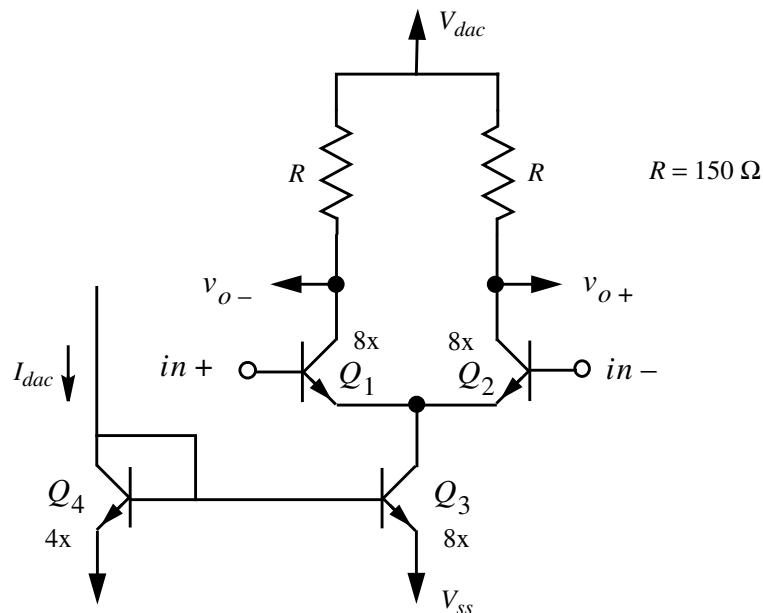 V_dac
R
R
R = 150 Ω
v_o−
v_o+
8x
8x
in +
Q_1
Q_2
in −
I_dac
Q_4
Q_3
4x
8x
V_ss